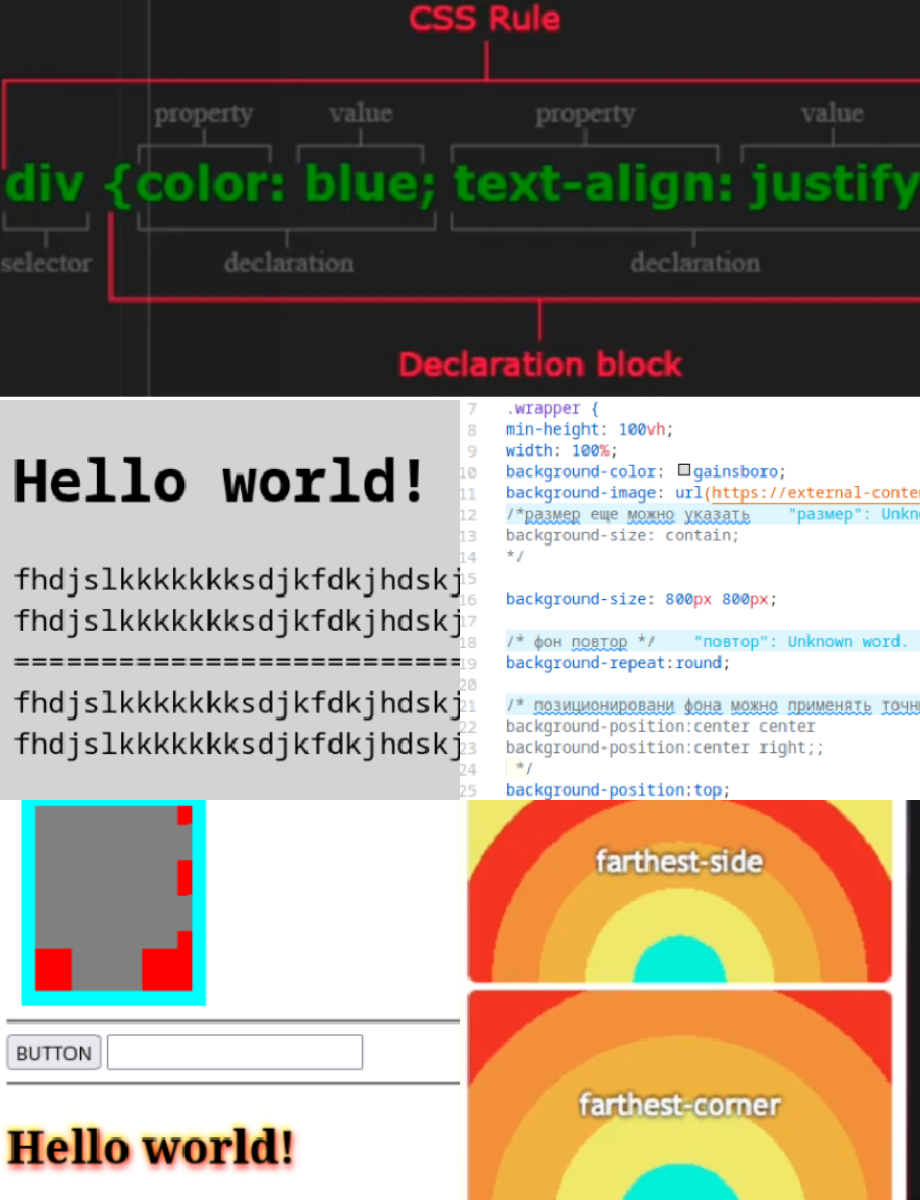 CSS Rule
property value property value
div {color: blue; text-align: justify
selector declaration declaration
Declaration block
Hello world!
fhdjslkkkkkkksdjkfdkjhdskj
fhdjslkkkkkkksdjkfdkjhdskj
==========================
fhdjslkkkkkkksdjkfdkjhdskj
fhdjslkkkkkkksdjkfdkjhdskj
7 .wrapper {
8 min-height: 100vh;
9 width: 100%;
10 background-color: gainsboro;
11 background-image: url(https://external-conte
12 /*размер еще можно указать "размер": Unkn
13 background-size: contain;
14 */
15
16 background-size: 800px 800px;
17
18 /* фон повтор */ "повтор": Unknown word.
19 background-repeat:round;
20
21 /* позиционировани фона можно применять точн
22 background-position:center center
23 background-position:center right;;
24 */
25 background-position:top;
BUTTON
Hello world!
farthest-side
farthest-corner